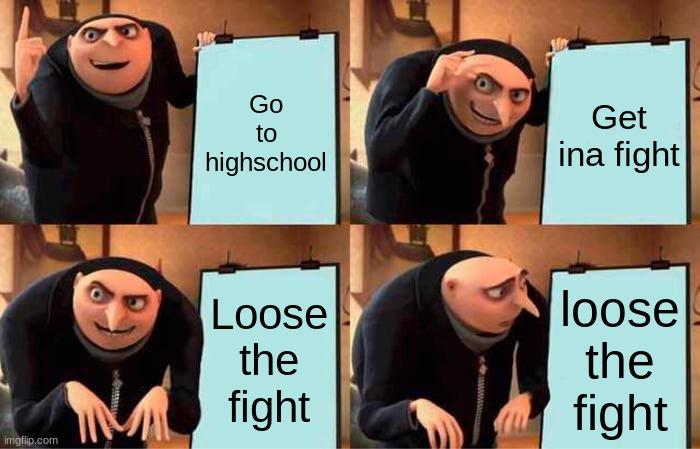 Go
to
highschool
Get
ina fight
Loose
the
fight
loose
the
fight
imgflip.com